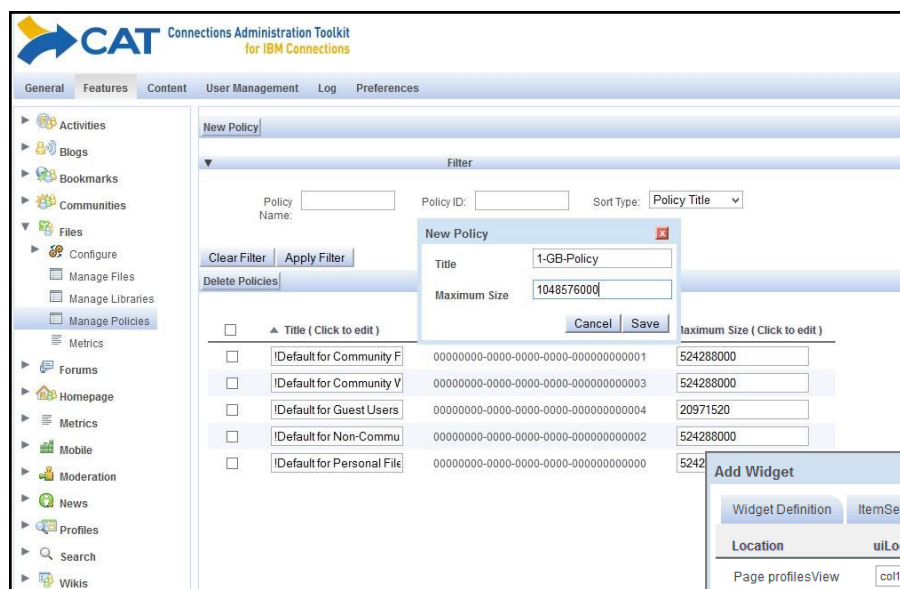 CAT Connections Administration Toolkit
for IBM Connections
General Features Content User Management Log Preferences
Activities
Blogs
Bookmarks
Communities
Files
Configure
Manage Files
Manage Libraries
Manage Policies
Metrics
Forums
Homepage
Metrics
Mobile
Moderation
News
Profiles
Search
Wikis
New Policy
Filter
Policy Name:
Policy ID:
Sort Type: Policy Title
Clear Filter Apply Filter
Delete Policies
New Policy
Title 1-GB-Policy
Maximum Size 1048576000
Cancel Save
Title ( Click to edit ) Maximum Size ( Click to edit )
!Default for Community F 00000000-0000-0000-0000-000000000001 524288000
!Default for Community W 00000000-0000-0000-0000-000000000003 524288000
!Default for Guest Users 00000000-0000-0000-0000-000000000004 20971520
!Default for Non-Commu 00000000-0000-0000-0000-000000000002 524288000
!Default for Personal File 00000000-0000-0000-0000-000000000000 5242
Add Widget
Widget Definition ItemSe
Location uiLo
Page profilesView col1